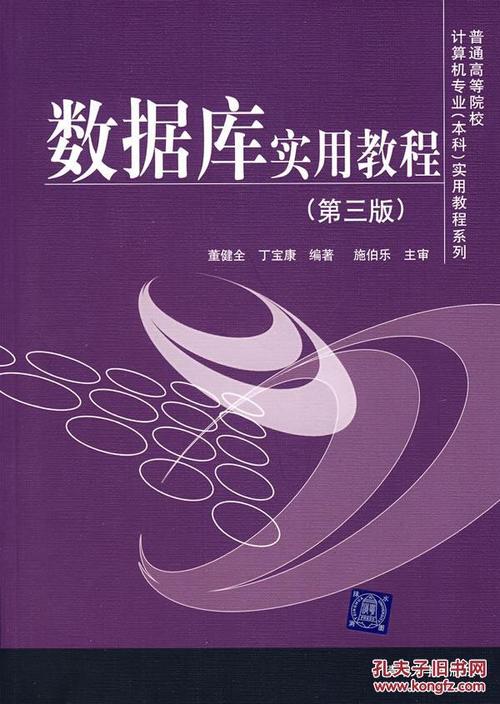 数据库实用教程
(第三版)
董健全 丁宝康 编著 施伯乐 主审
普通高等院校
计算机专业(本科)实用教程系列
孔夫子旧书网
www.kongfz.com